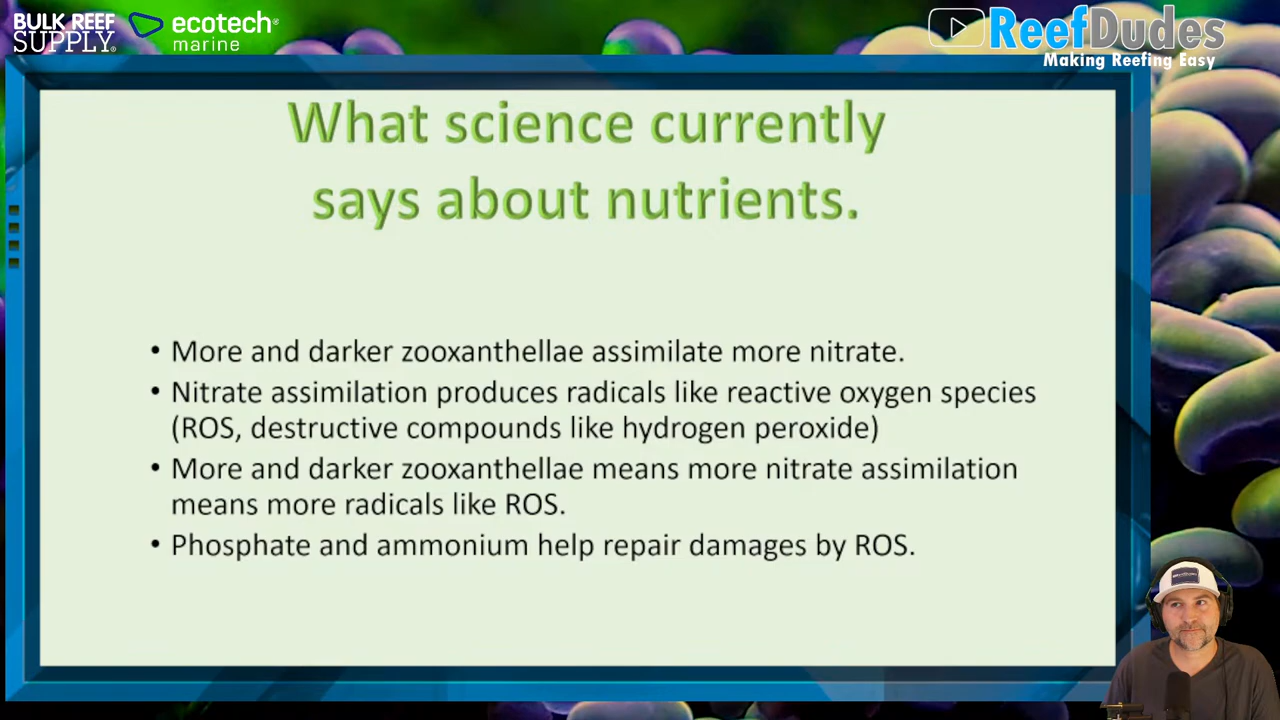 BULK REEF
SUPPLY®
ecotech®
marine
ReefDudes
Making Reefing Easy
What science currently
says about nutrients.
• More and darker zooxanthellae assimilate more nitrate.
• Nitrate assimilation produces radicals like reactive oxygen species
(ROS, destructive compounds like hydrogen peroxide)
• More and darker zooxanthellae means more nitrate assimilation
means more radicals like ROS.
• Phosphate and ammonium help repair damages by ROS.